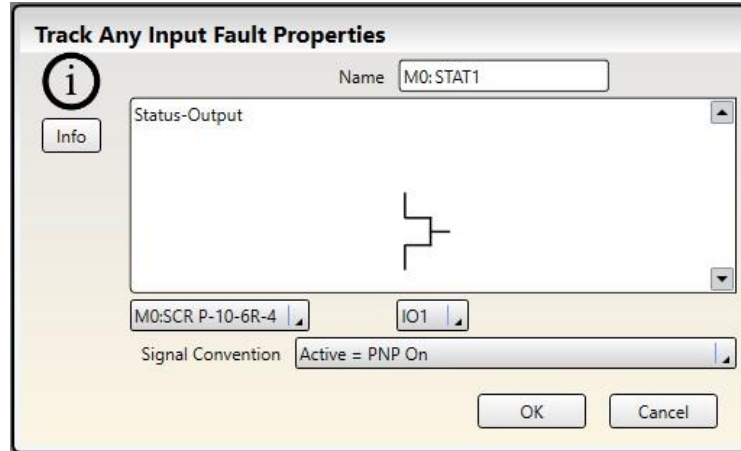 Track Any Input Fault Properties
Name M0:STAT1
i
Info
Status-Output
M0:SCR P-10-6R-4 IO1
Signal Convention Active = PNP On
OK Cancel